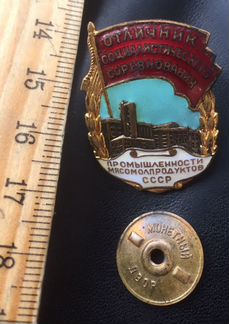 ОТЛИЧНИК
СОЦИАЛИСТИЧЕСКОГО
СОРЕВНОВАНИЯ
ПРОМЫШЛЕННОСТИ
МЯСОМОЛПРОДУКТОВ
СССР
МОНЕТНЫЙ
ДВОР
14
15
16
17
18